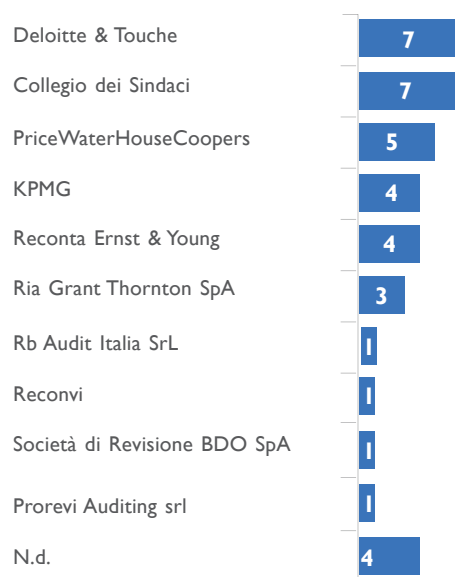 Deloitte & Touche 7
Collegio dei Sindaci 7
PriceWaterHouseCoopers 5
KPMG 4
Reconta Ernst & Young 4
Ria Grant Thornton SpA 3
Rb Audit Italia SrL 1
Reconvi 1
Società di Revisione BDO SpA 1
Prorevi Auditing srl 1
N.d. 4